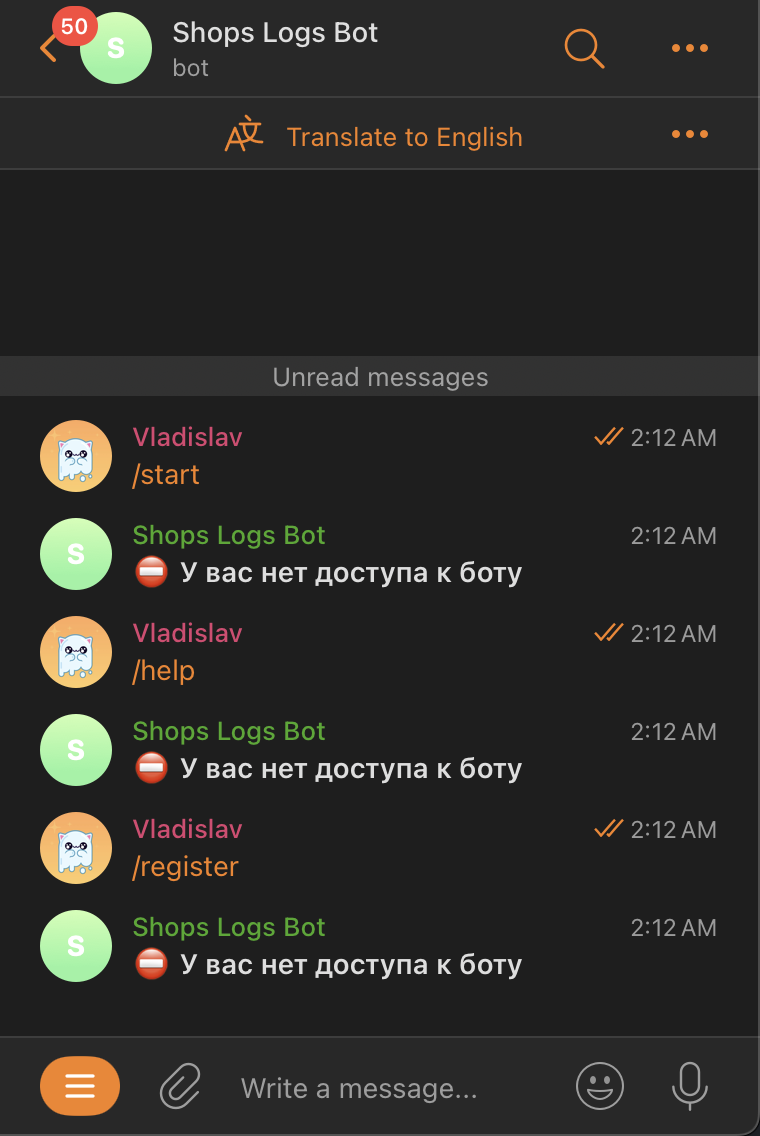 50
S
Shops Logs Bot
bot
Translate to English
Unread messages
Vladislav 2:12 AM
/start
S
Shops Logs Bot 2:12 AM
⛔ У вас нет доступа к боту
Vladislav 2:12 AM
/help
S
Shops Logs Bot 2:12 AM
⛔ У вас нет доступа к боту
Vladislav 2:12 AM
/register
S
Shops Logs Bot 2:12 AM
⛔ У вас нет доступа к боту
Write a message...